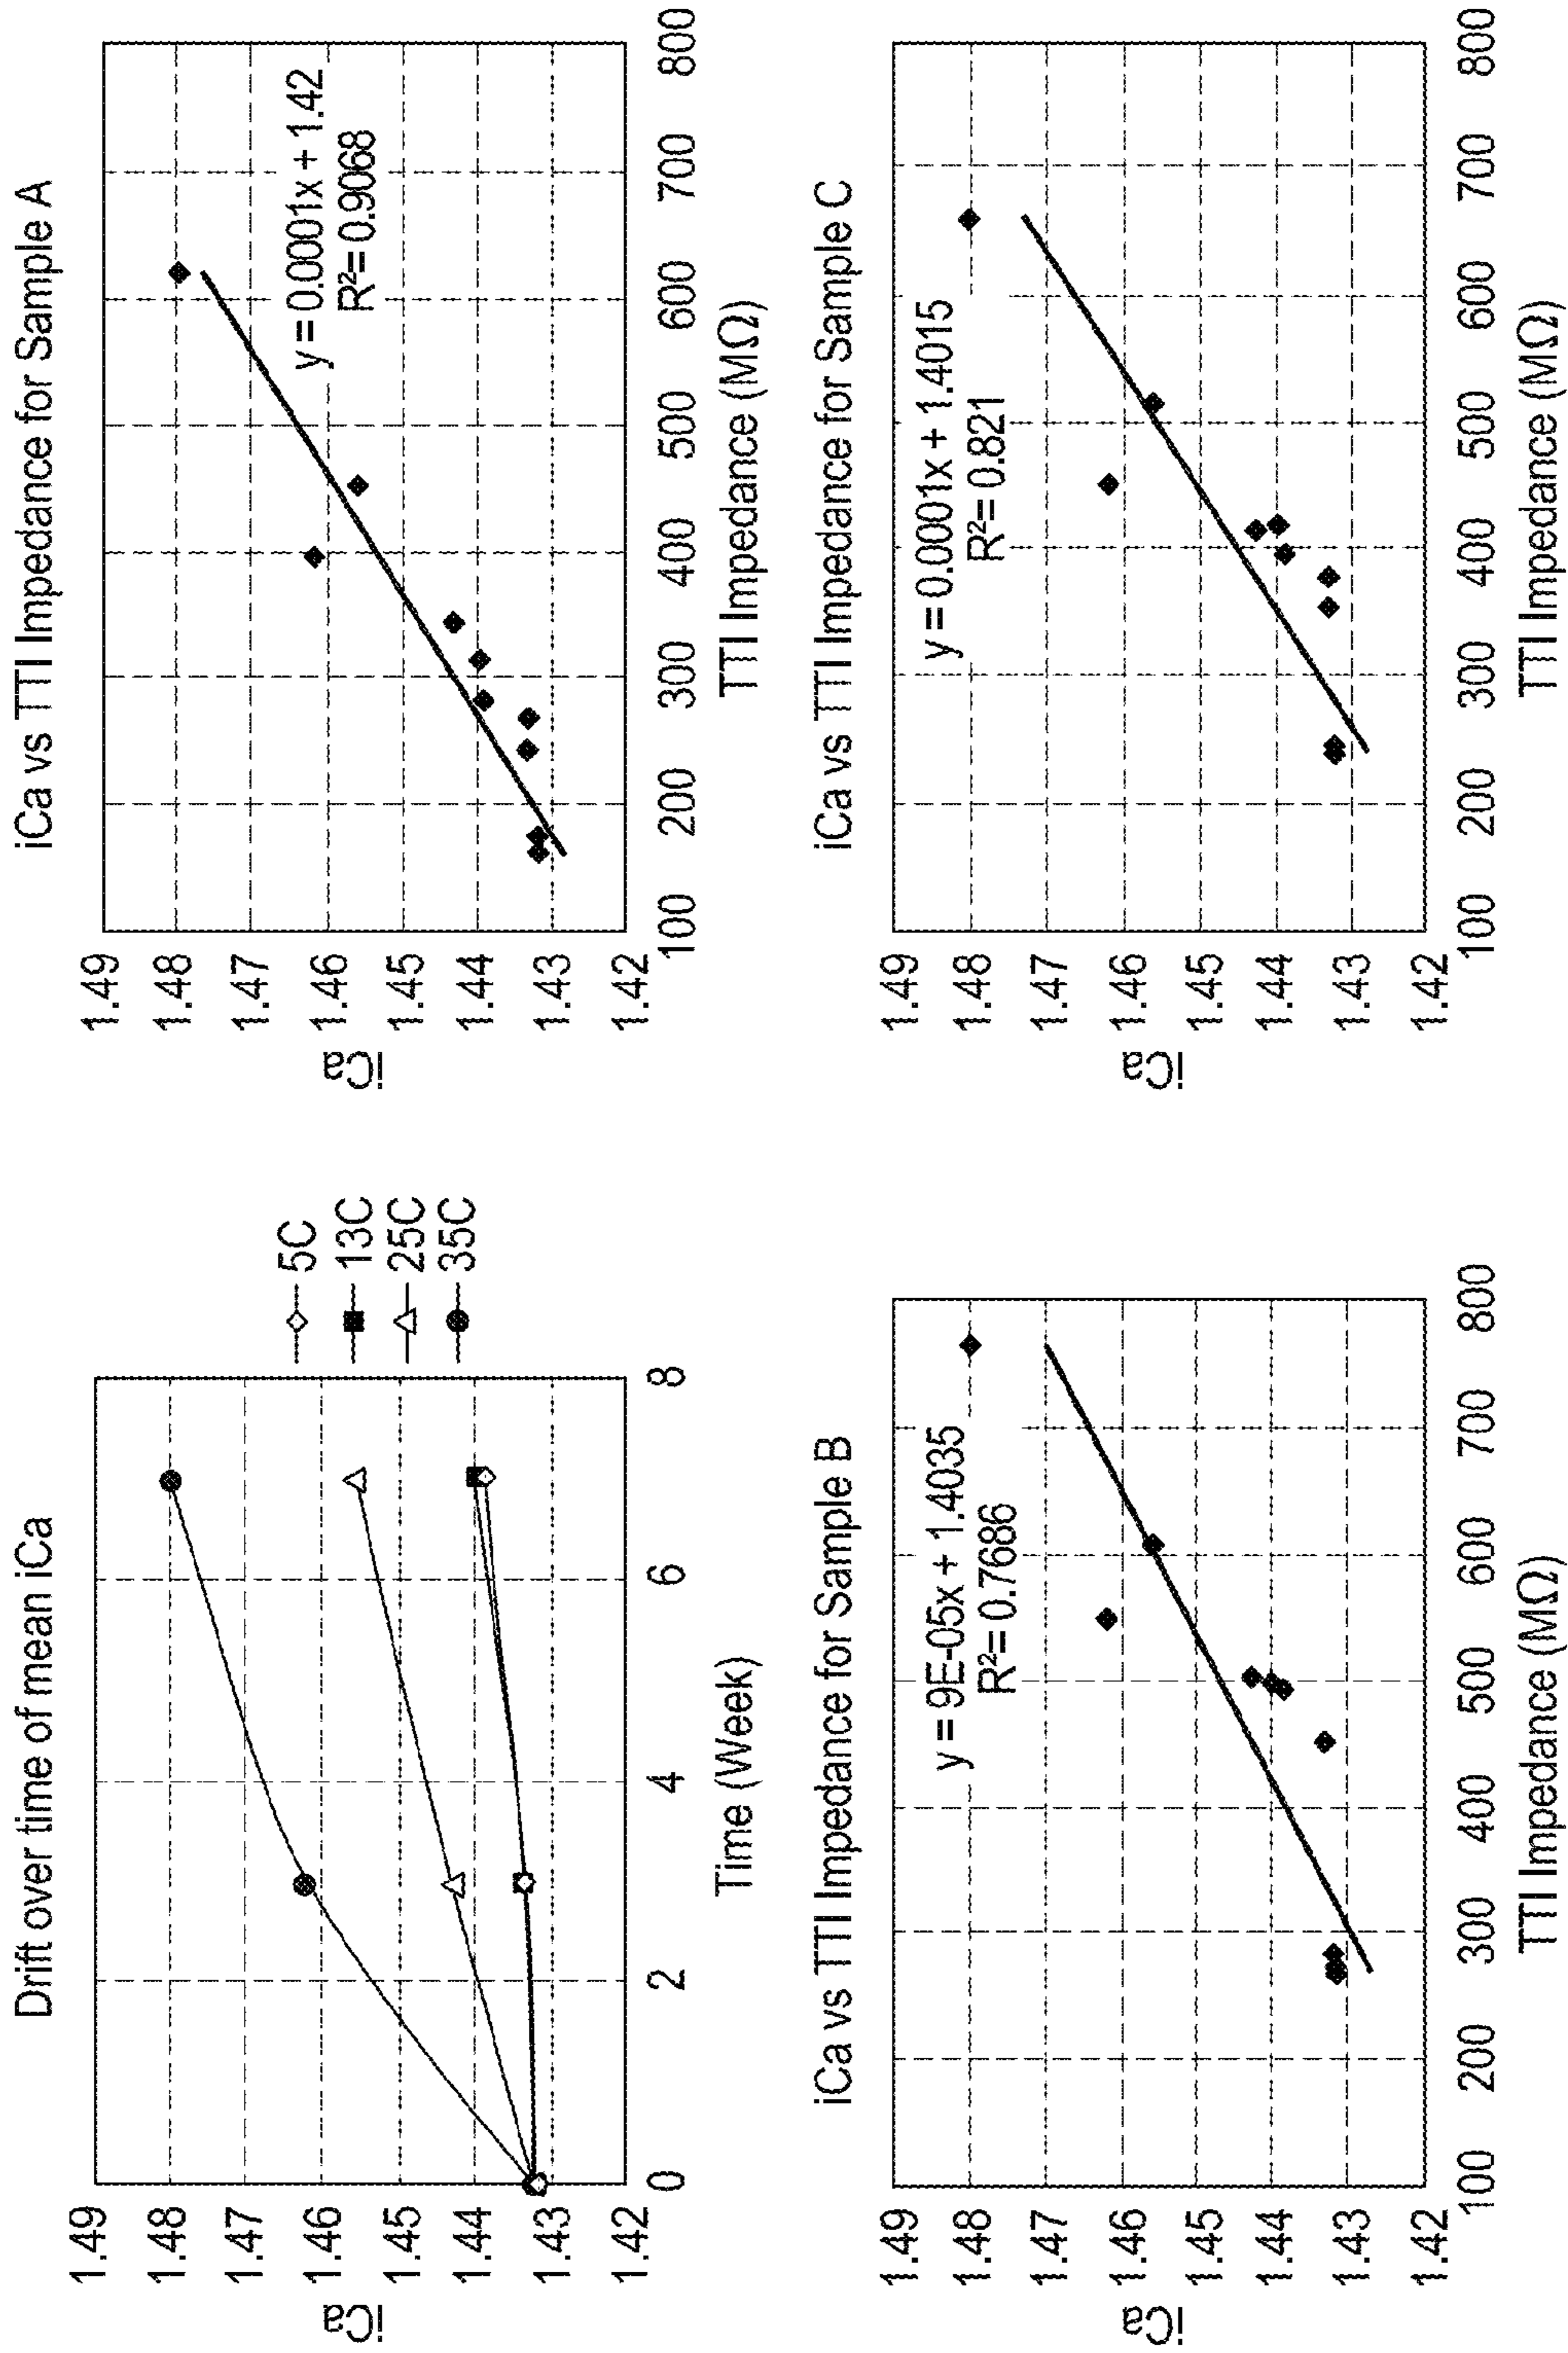 Drift over time of mean iCa
iCa
1.49
1.48
1.47
1.46
1.45
1.44
1.43
1.42
0
2
4
6
8
Time (Week)
5C
13C
25C
35C
iCa vs TTI Impedance for Sample A
iCa
1.49
1.48
1.47
1.46
1.45
1.44
1.43
1.42
100
200
300
400
500
600
700
800
TTI Impedance (MΩ)
y = 0.0001x + 1.42
R²= 0.9068
iCa vs TTI Impedance for Sample B
iCa
1.49
1.48
1.47
1.46
1.45
1.44
1.43
1.42
100
200
300
400
500
600
700
800
TTI Impedance (MΩ)
y = 9E-05x + 1.4035
R²= 0.7686
iCa vs TTI Impedance for Sample C
iCa
1.49
1.48
1.47
1.46
1.45
1.44
1.43
1.42
100
200
300
400
500
600
700
800
TTI Impedance (MΩ)
y = 0.0001x + 1.4015
R²= 0.821